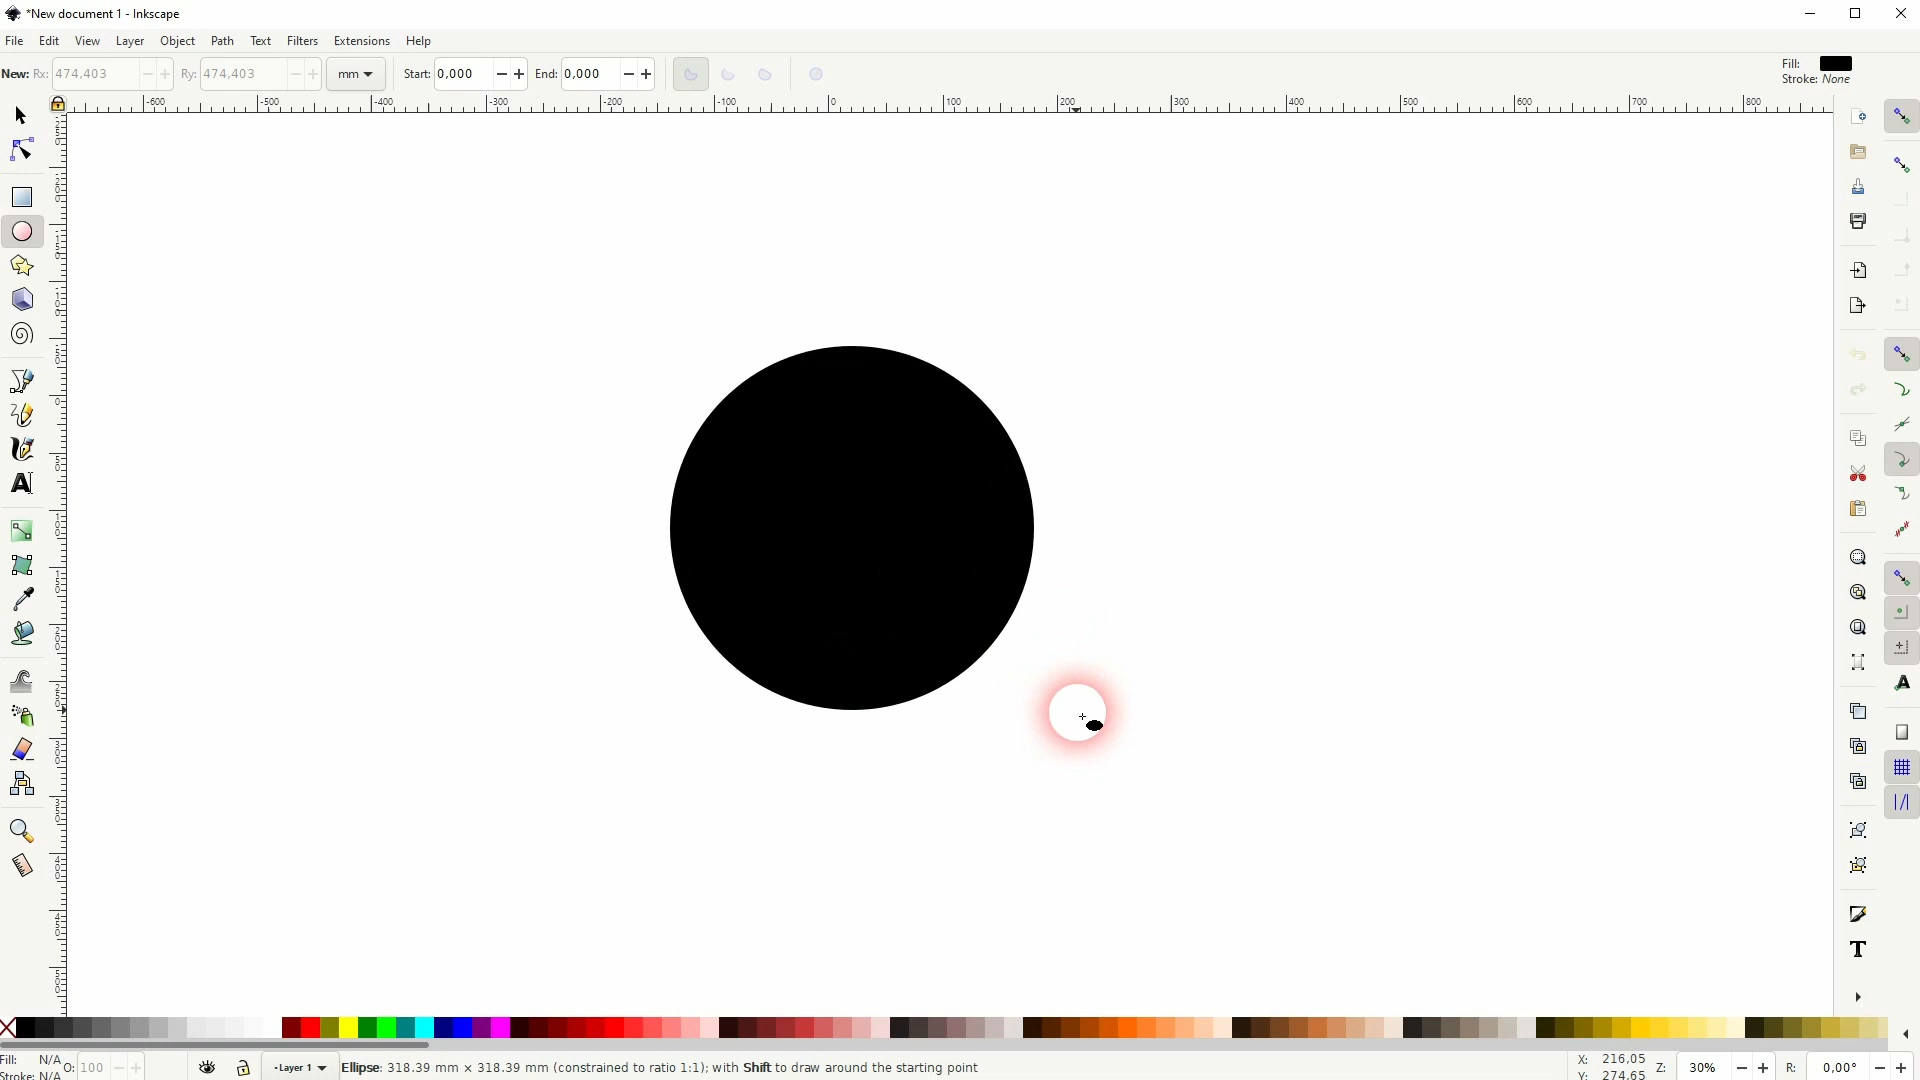 *New document 1 - Inkscape
File Edit View Layer Object Path Text Filters Extensions Help
New: Rx: 474,403 Ry: 474,403 mm Start: 0,000 End: 0,000
Fill:
Stroke: None
-600 -500 -400 -300 -200 -100 0 100 200 300 400 500 600 700 800
Fill: N/A
Stroke: N/A
O: 100
-Layer 1
Ellipse: 318.39 mm × 318.39 mm (constrained to ratio 1:1); with Shift to draw around the starting point
X: 216,05
Y: 274,65
Z: 30%
R: 0,00°